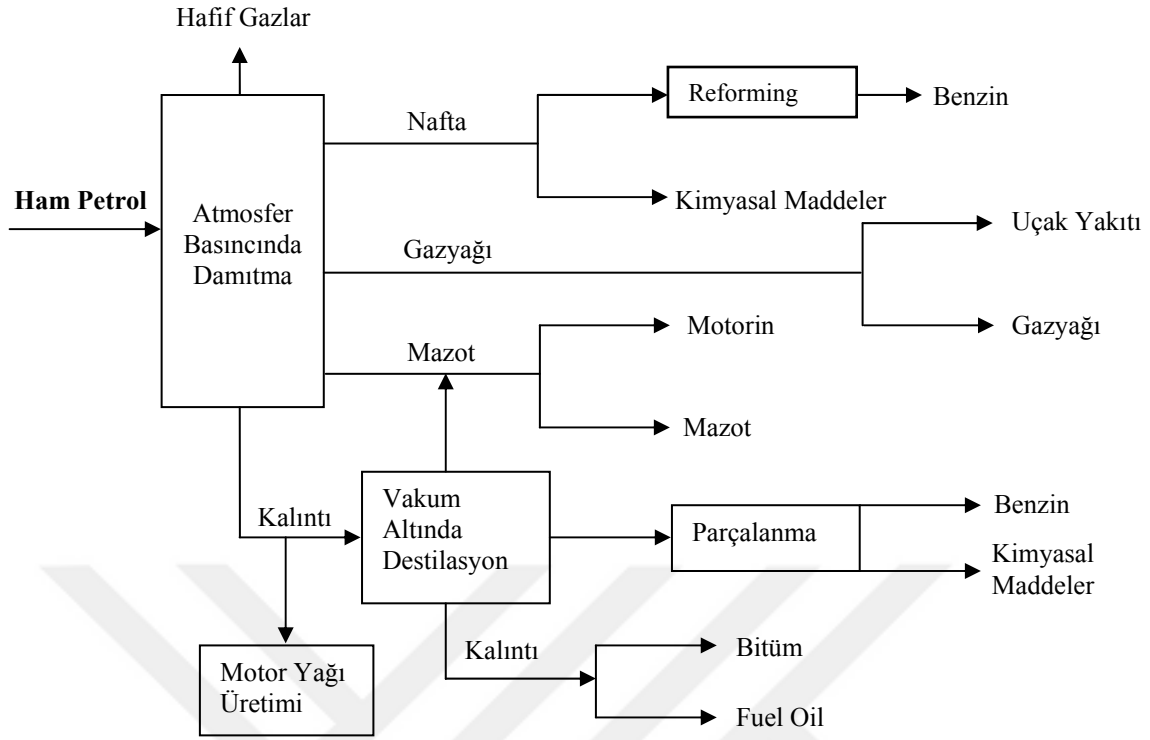 Hafif Gazlar
Reforming
Benzin
Nafta
Ham Petrol
Kimyasal Maddeler
Atmosfer
Basıncında
Damıtma
Uçak Yakıtı
Gazyağı
Gazyağı
Motorin
Mazot
Mazot
Vakum
Altında
Destilasyon
Kalıntı
Parçalanma
Benzin
Kimyasal
Maddeler
Kalıntı
Bitüm
Motor Yağı
Üretimi
Fuel Oil